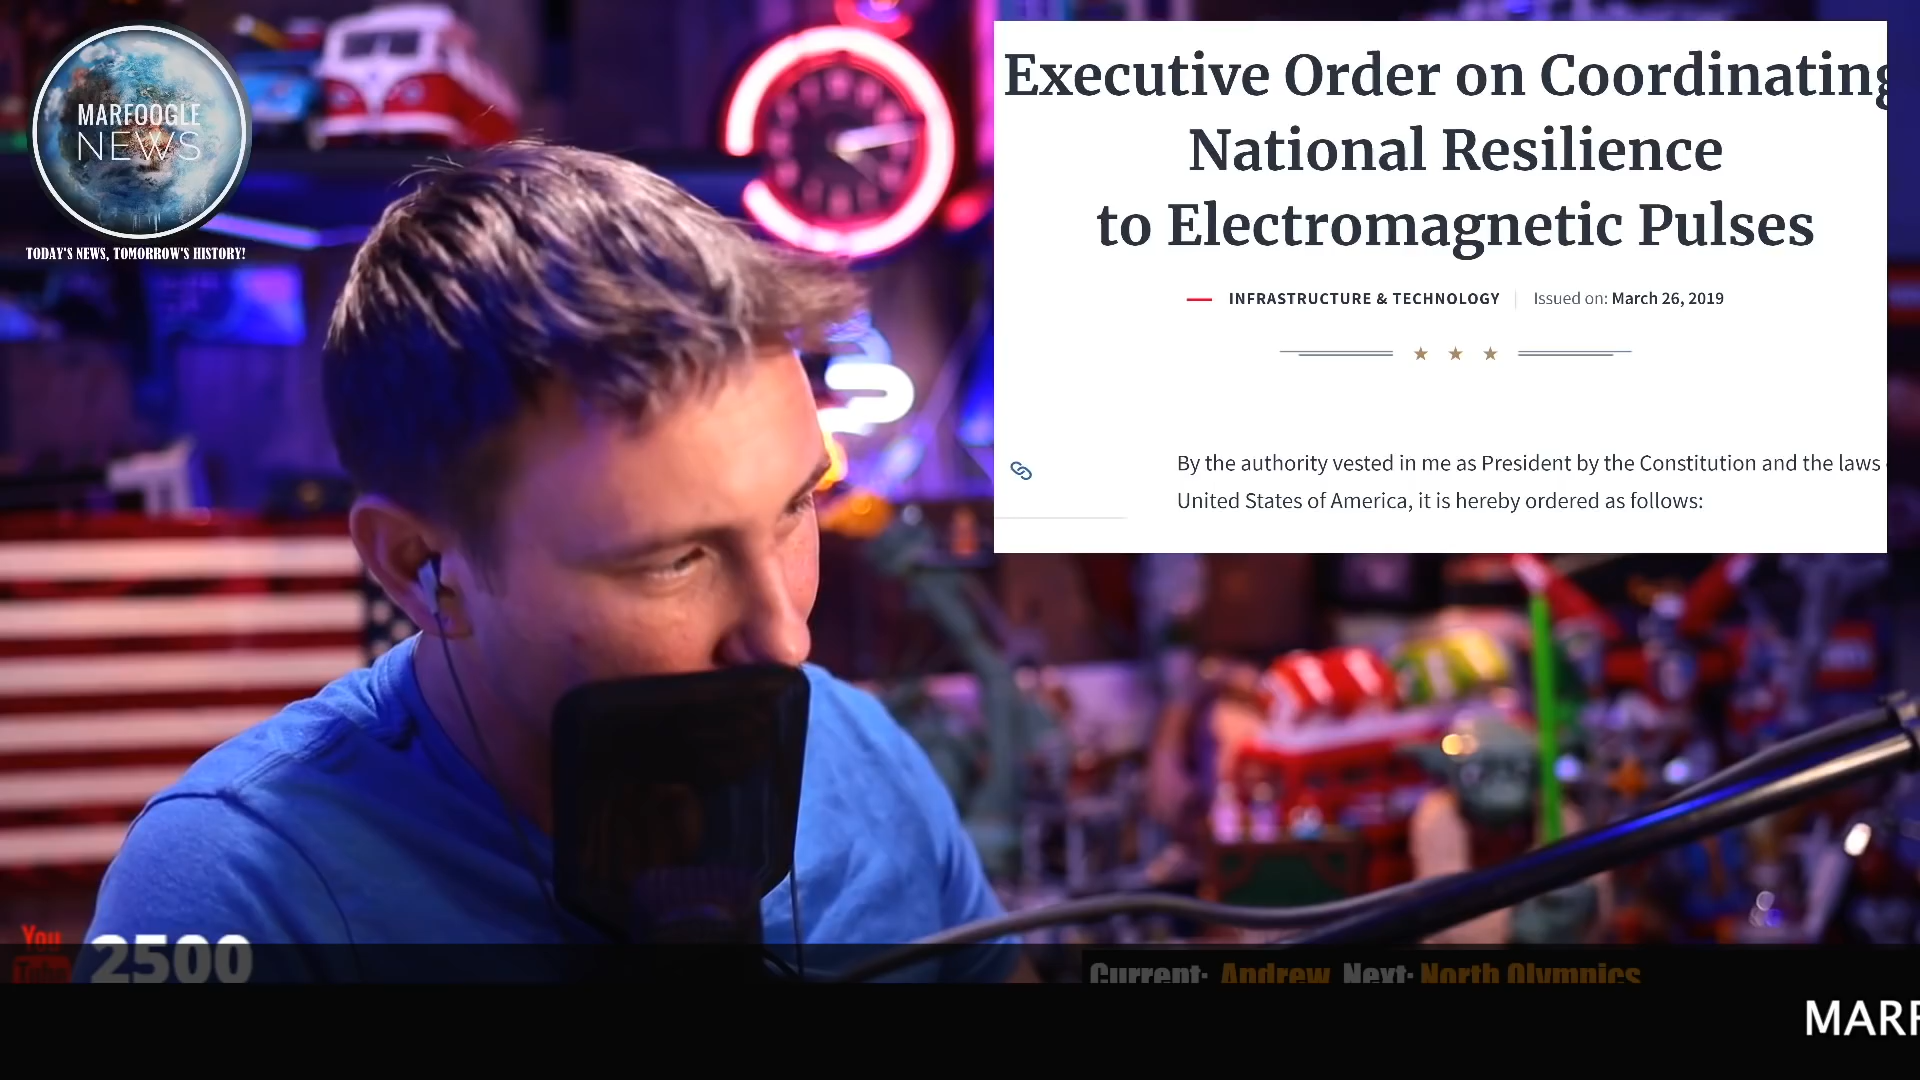 MARFOOGLE
NEWS
TODAY'S NEWS, TOMORROW'S HISTORY!
Executive Order on Coordinating
National Resilience
to Electromagnetic Pulses
INFRASTRUCTURE & TECHNOLOGY Issued on: March 26, 2019
By the authority vested in me as President by the Constitution and the laws
United States of America, it is hereby ordered as follows:
You
Tube 2500
Current: Andrew Next: North Olympics
MARF